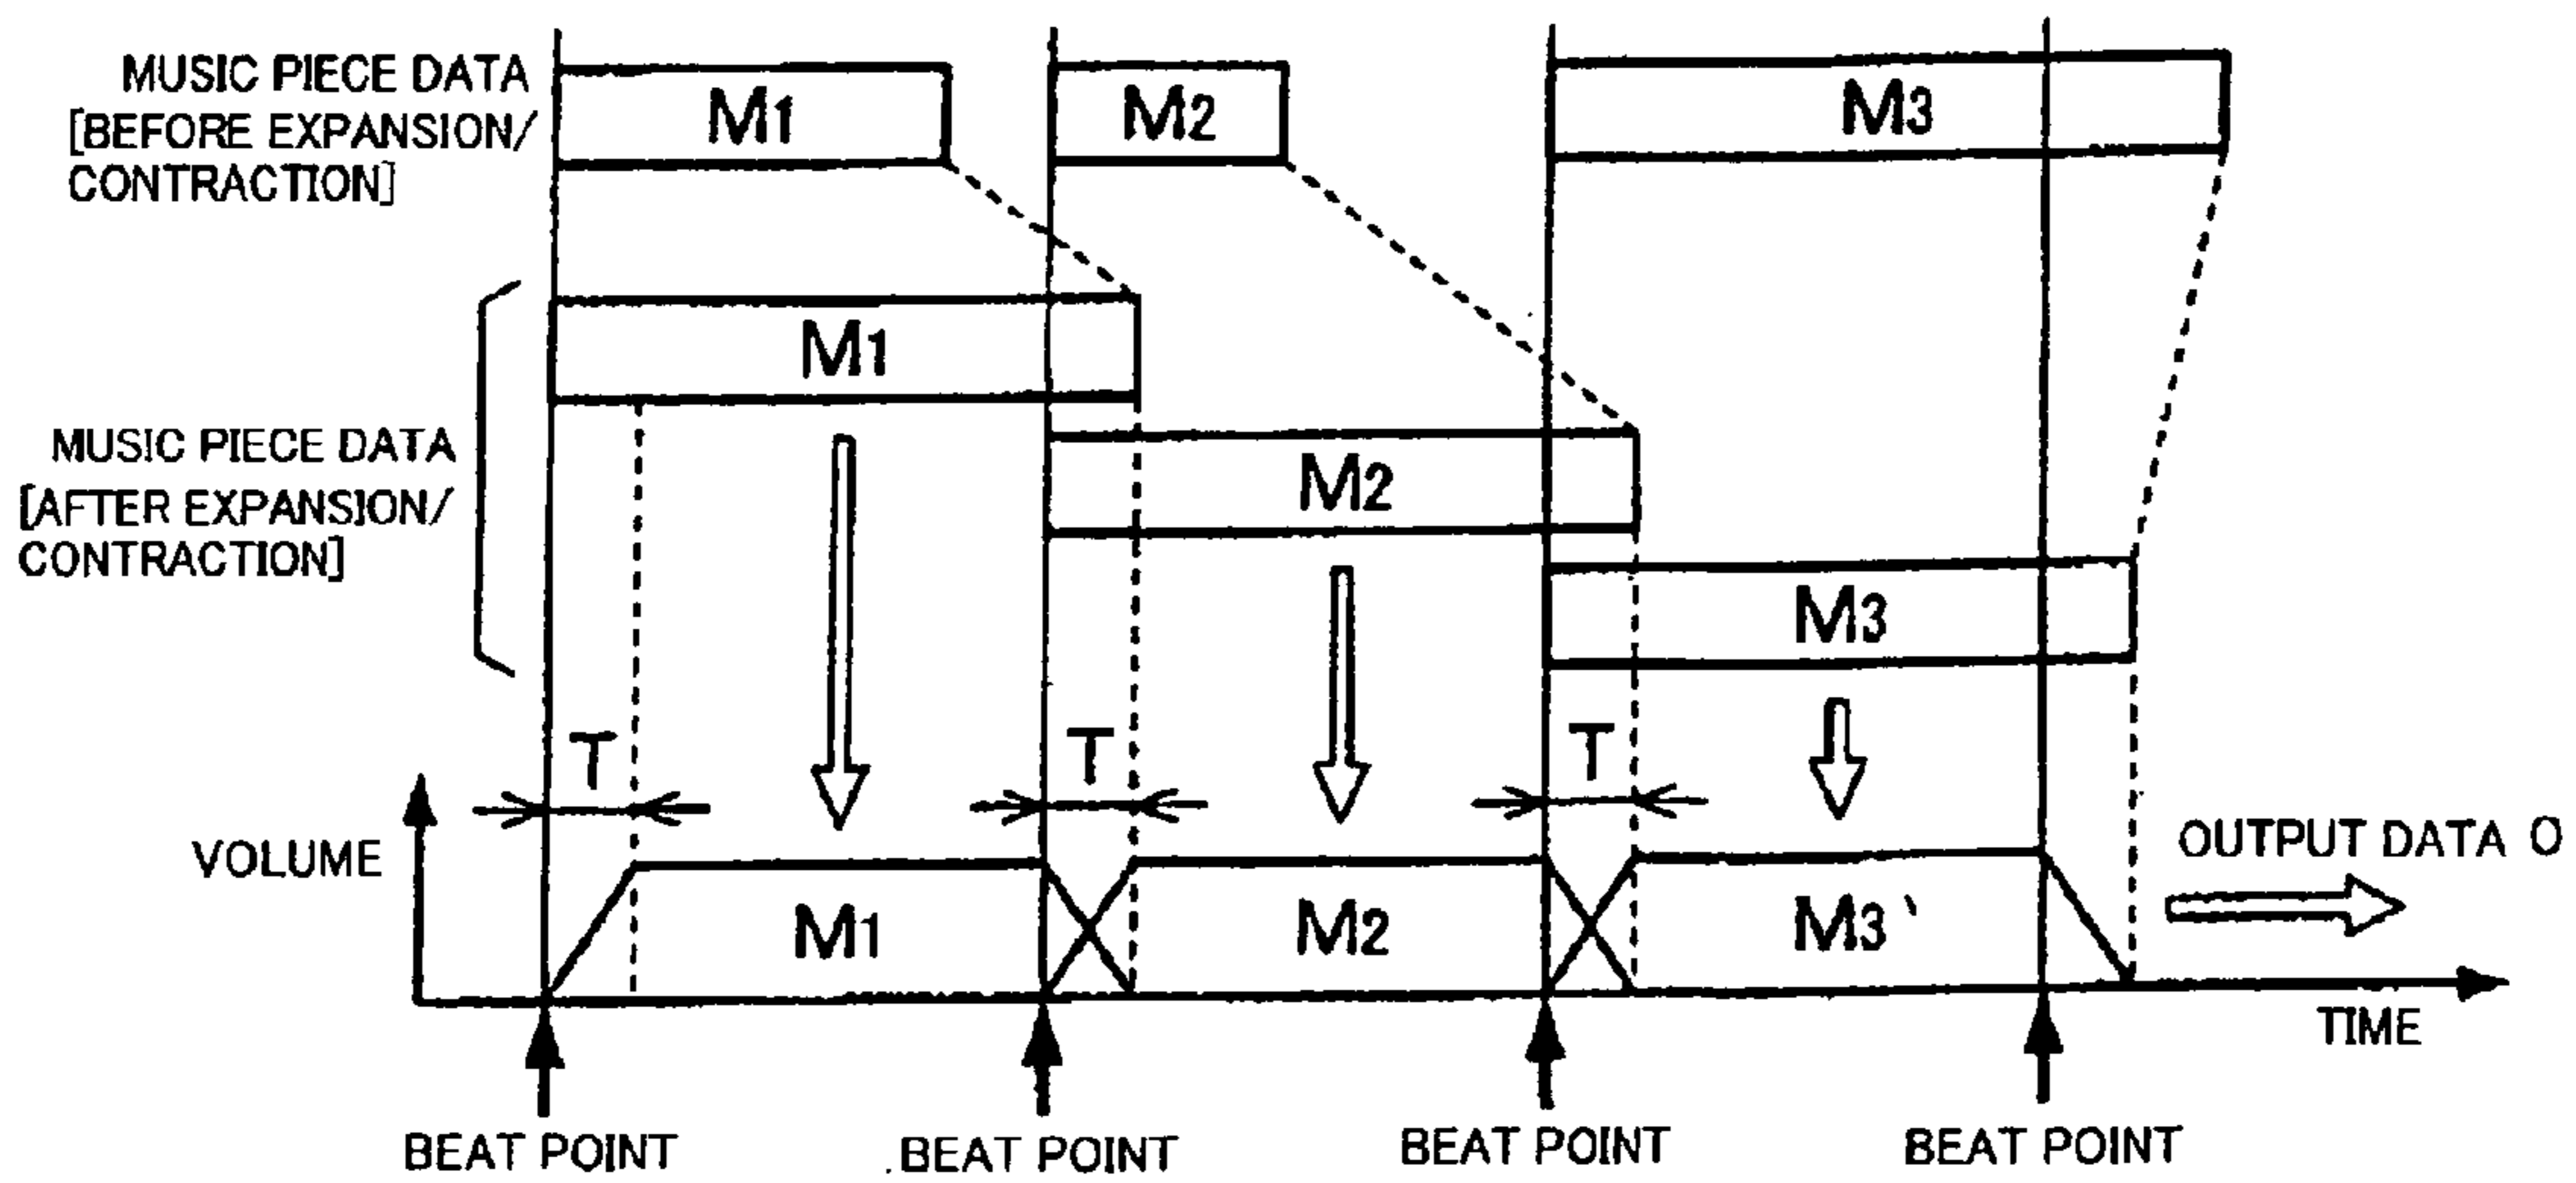 MUSIC PIECE DATA
[BEFORE EXPANSION/
CONTRACTION]
M1
M2
M3
M1
MUSIC PIECE DATA
[AFTER EXPANSION/
CONTRACTION]
M2
M3
T
T
T
VOLUME
OUTPUT DATA O
M1
M2
M3
TIME
BEAT POINT
BEAT POINT
BEAT POINT
BEAT POINT